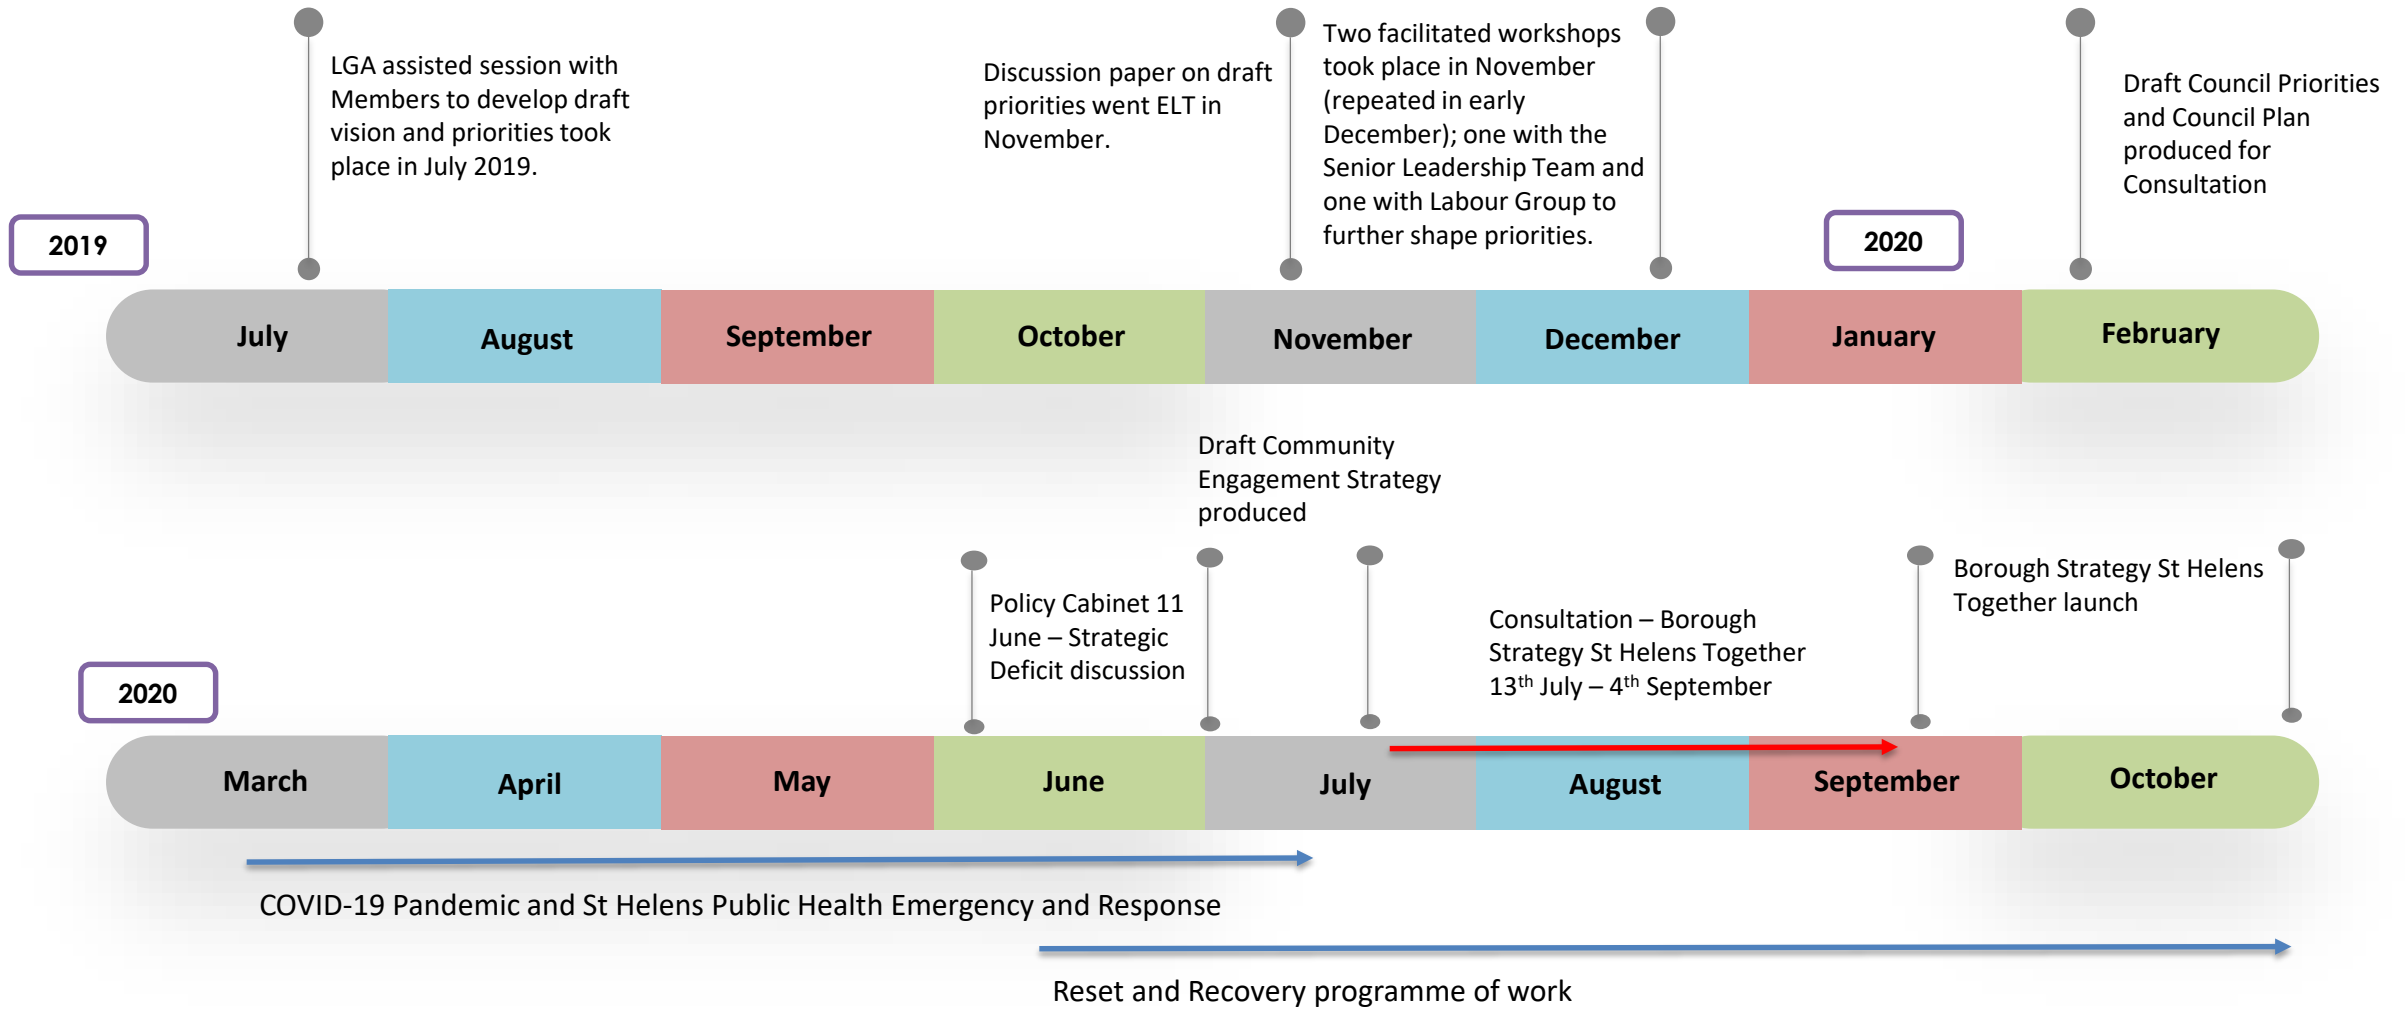 LGA assisted session with
Members to develop draft
vision and priorities took
place in July 2019.
Discussion paper on draft
priorities went ELT in
November.
Two facilitated workshops
took place in November
(repeated in early
December); one with the
Senior Leadership Team and
one with Labour Group to
further shape priorities.
Draft Council Priorities
and Council Plan
produced for
Consultation
2019
2020
July
August
September
October
November
December
January
February
Draft Community
Engagement Strategy
produced
Policy Cabinet 11
June – Strategic
Deficit discussion
Consultation – Borough
Strategy St Helens Together
13th July – 4th September
Borough Strategy St Helens
Together launch
2020
March
April
May
June
July
August
September
October
COVID-19 Pandemic and St Helens Public Health Emergency and Response
Reset and Recovery programme of work